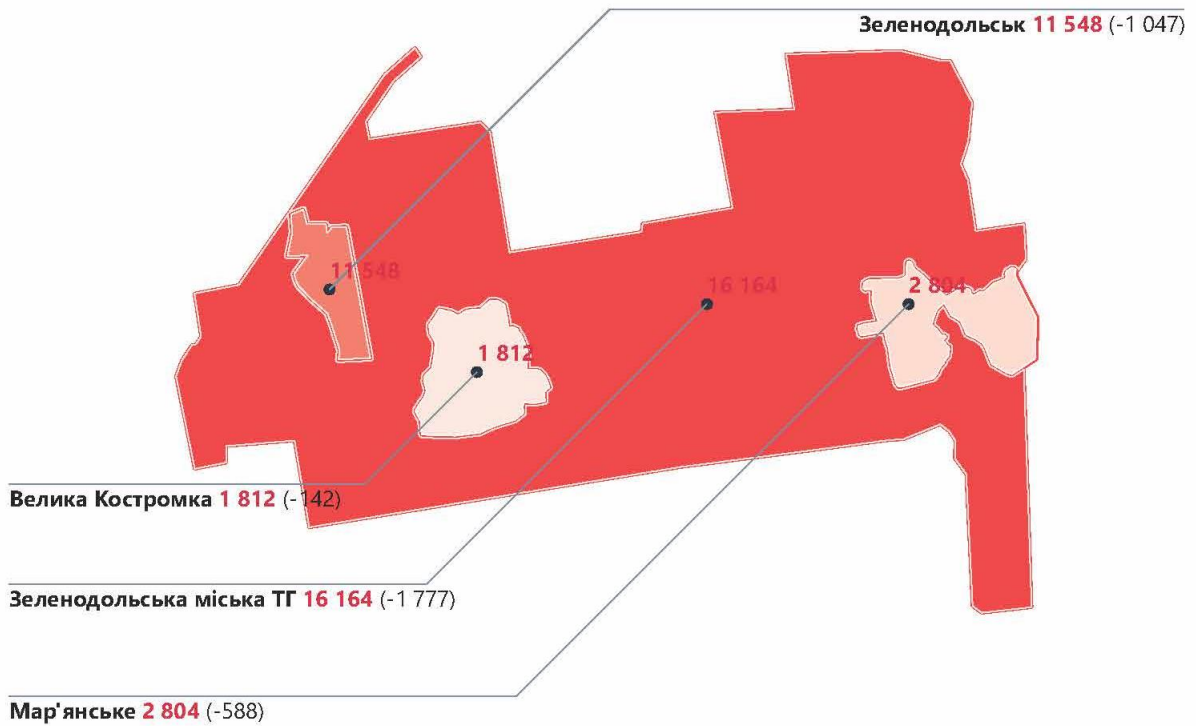 Зеленодольськ 11 548 (-1 047)
11 548
16 164
2 804
1 812
Велика Костромка 1 812 (-142)
Зеленодольська міська ТГ 16 164 (-1 777)
Мар'янське 2 804 (-588)